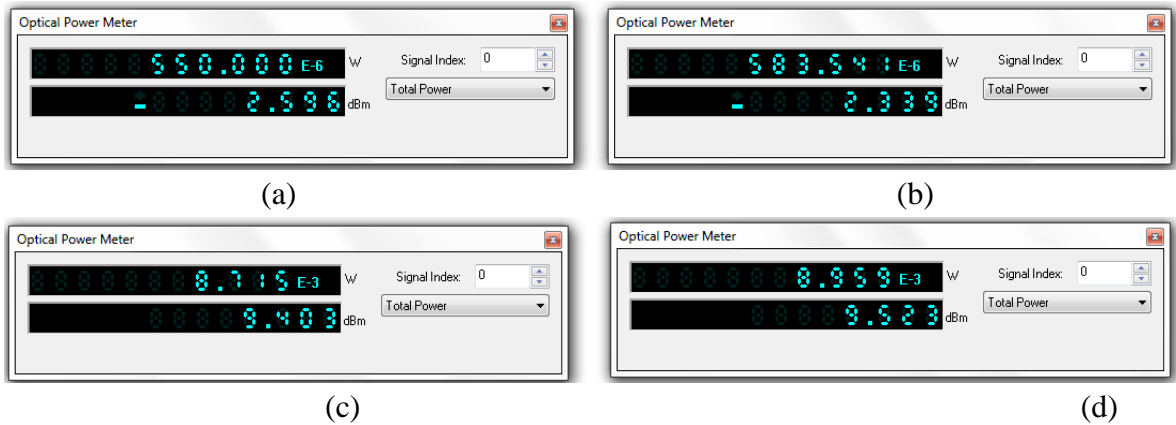 Optical Power Meter
550.000 E-6 W
Signal Index: 0
- 2.596 dBm
Total Power
(a)
Optical Power Meter
583.541 E-6 W
Signal Index: 0
- 2.339 dBm
Total Power
(b)
Optical Power Meter
8.715 E-3 W
Signal Index: 0
9.403 dBm
Total Power
(c)
Optical Power Meter
8.959 E-3 W
Signal Index: 0
9.523 dBm
Total Power
(d)